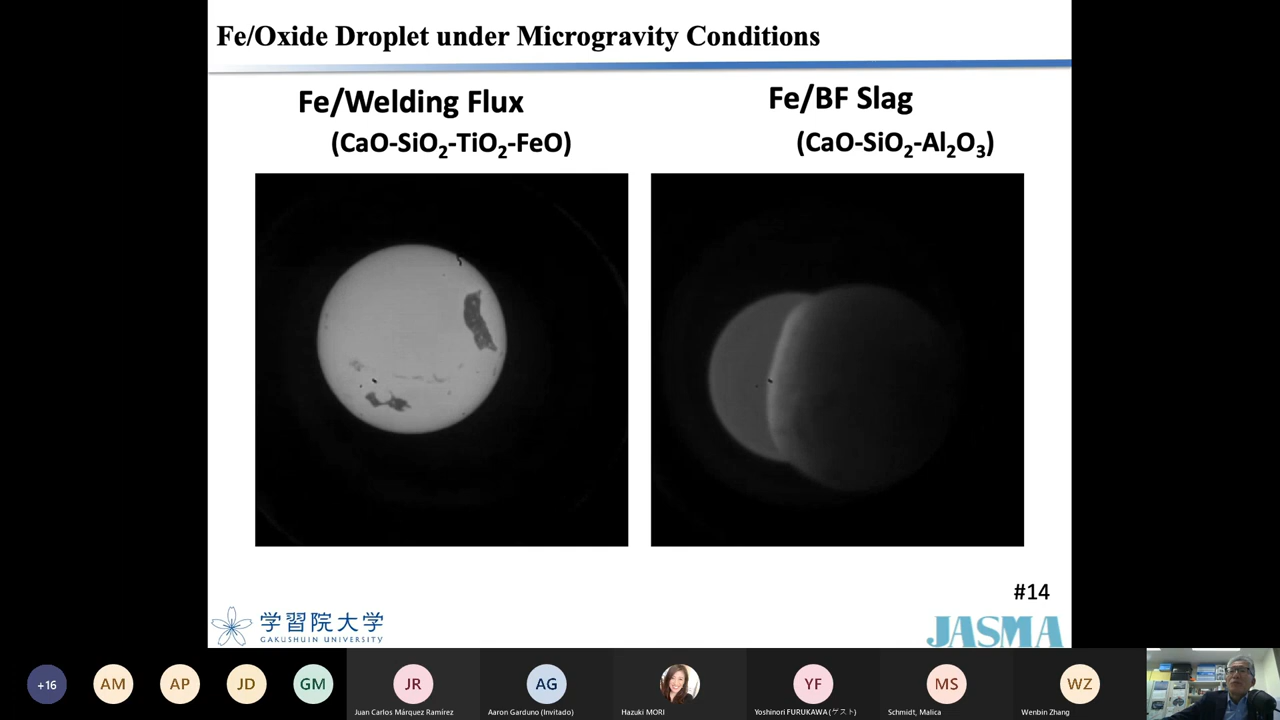 Fe/Oxide Droplet under Microgravity Conditions
Fe/Welding Flux
(CaO-SiO₂-TiO₂-FeO)
Fe/BF Slag
(CaO-SiO₂-Al₂O₃)
#14
学習院大学
GAKUSHUIN UNIVERSITY
JASMA
+16
AM
AP
JD
GM
JR
Juan Carlos Márquez Ramírez
AG
Aaron Garduno (Invitado)
Hazuki MORI
YF
Yoshinori FURUKAWA (ゲスト)
MS
Schmidt, Malica
WZ
Wenbin Zhang